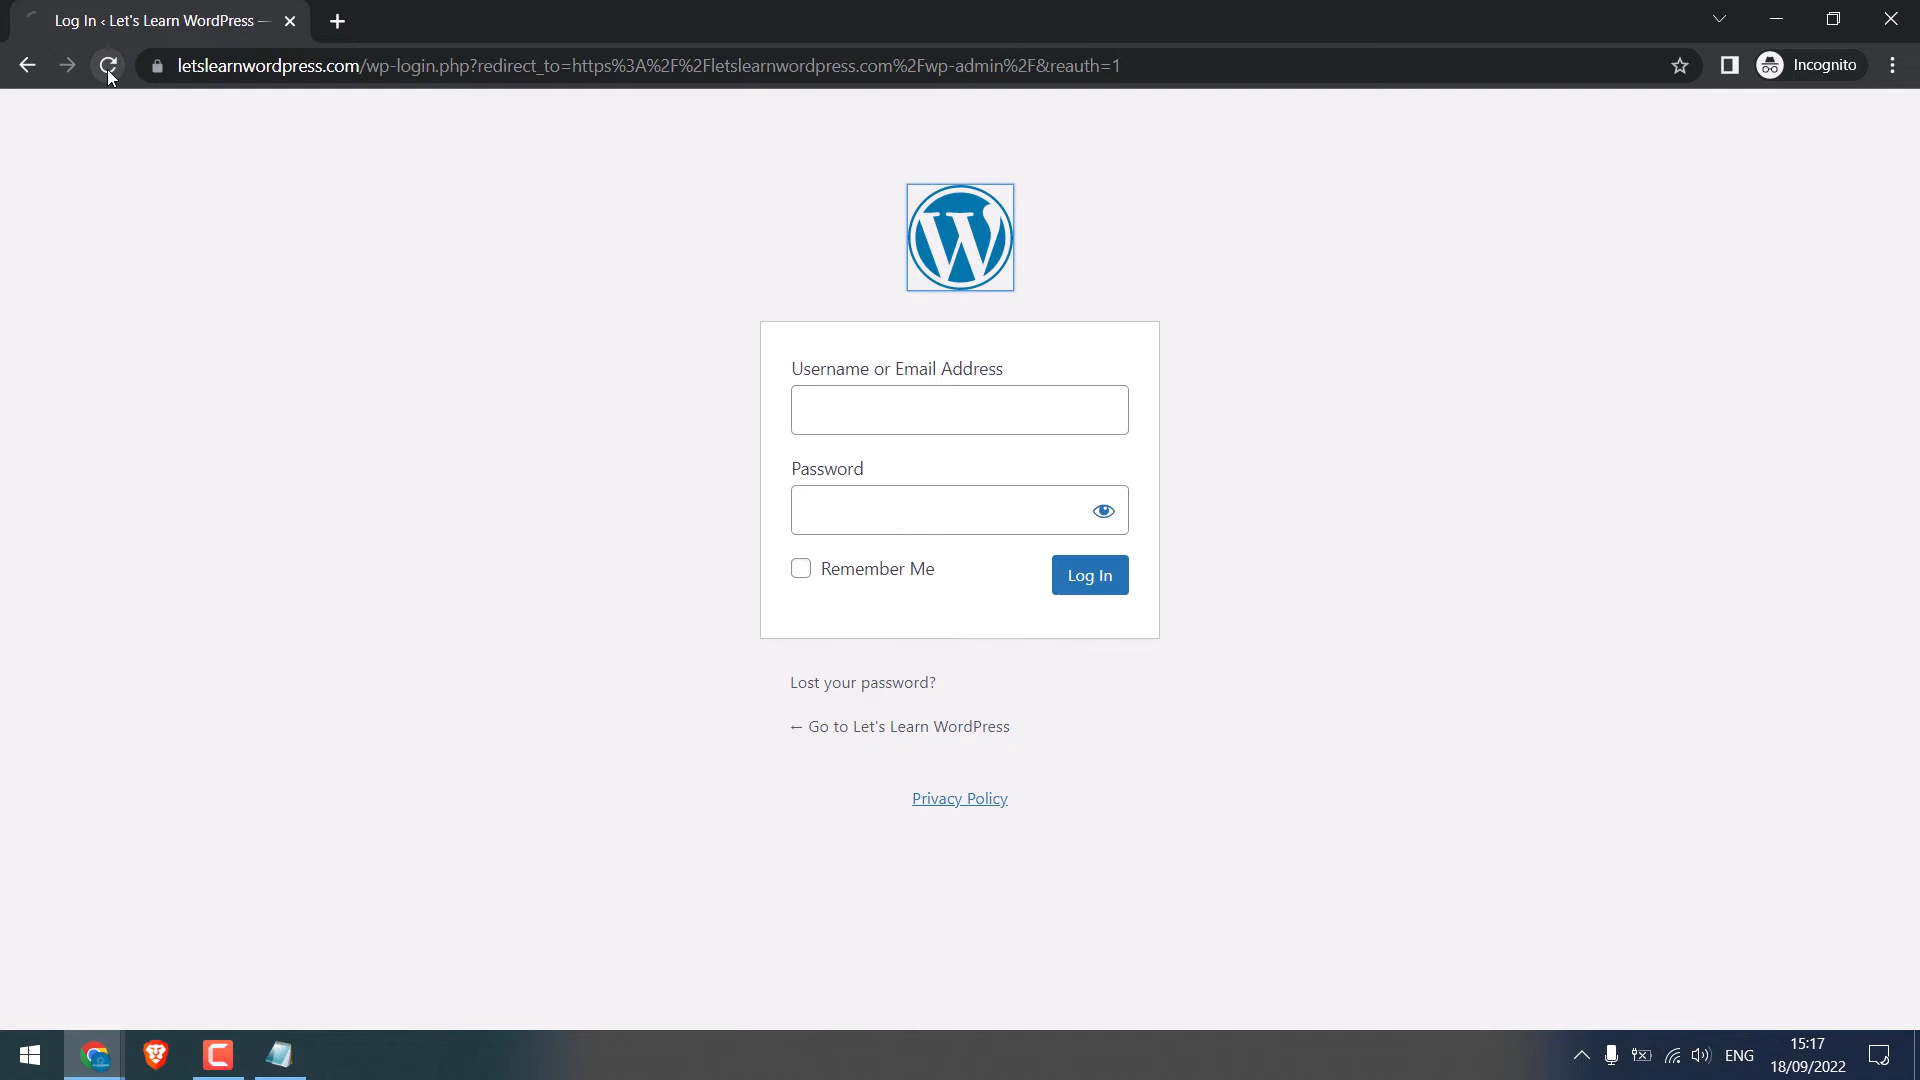 Log In ‹ Let's Learn WordPress —
letslearnwordpress.com/wp-login.php?redirect_to=https%3A%2F%2Fletslearnwordpress.com%2Fwp-admin%2F&reauth=1
Incognito
Username or Email Address
Password
Remember Me
Log In
Lost your password?
← Go to Let's Learn WordPress
Privacy Policy
ENG
15:17
18/09/2022